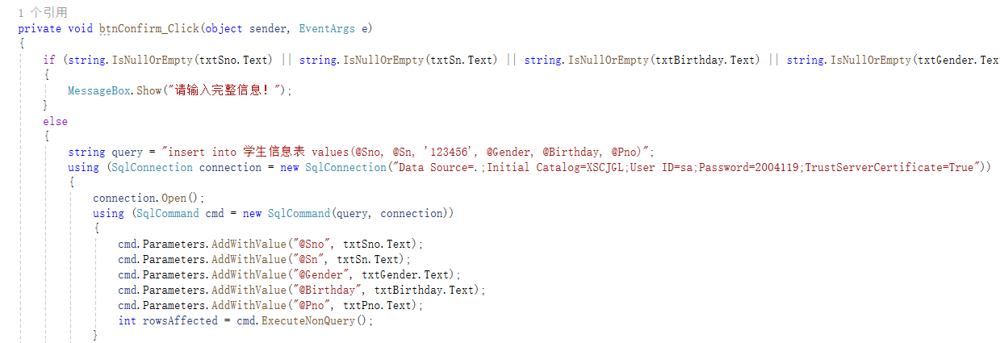 1 个引用
private void btnConfirm_Click(object sender, EventArgs e)
{
if (string.IsNullOrEmpty(txtSno.Text) || string.IsNullOrEmpty(txtSn.Text) || string.IsNullOrEmpty(txtBirthday.Text) || string.IsNullOrEmpty(txtGender.Tex
{
MessageBox.Show("请输入完整信息！");
}
else
{
string query = "insert into 学生信息表 values(@Sno, @Sn, '123456', @Gender, @Birthday, @Pno)";
using (SqlConnection connection = new SqlConnection("Data Source=.;Initial Catalog=XSCJGL;User ID=sa;Password=2004119;TrustServerCertificate=True"))
{
connection.Open();
using (SqlCommand cmd = new SqlCommand(query, connection))
{
cmd.Parameters.AddWithValue("@Sno", txtSno.Text);
cmd.Parameters.AddWithValue("@Sn", txtSn.Text);
cmd.Parameters.AddWithValue("@Gender", txtGender.Text);
cmd.Parameters.AddWithValue("@Birthday", txtBirthday.Text);
cmd.Parameters.AddWithValue("@Pno", txtPno.Text);
int rowsAffected = cmd.ExecuteNonQuery();
}